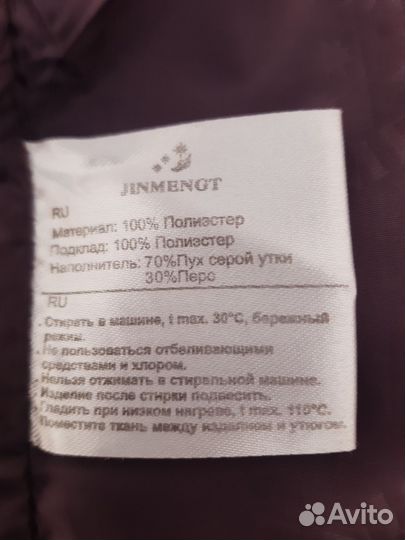 JINMENGT
RU
Материал: 100% Полиэстер
Подклад: 100% Полиэстер
Наполнитель: 70%Пух серой утки
30%Перо
RU
. Стирать в машине, t max. 30°C, бережный
режим.
. Не пользоваться отбеливающими
средствами и хлором.
Нельзя отжимать в стиральной машине.
Изделие после стирки подвесить.
Гладить при низком нагреве, t max. 110°C.
Поместите ткань между изделием и утюгом.
Avito